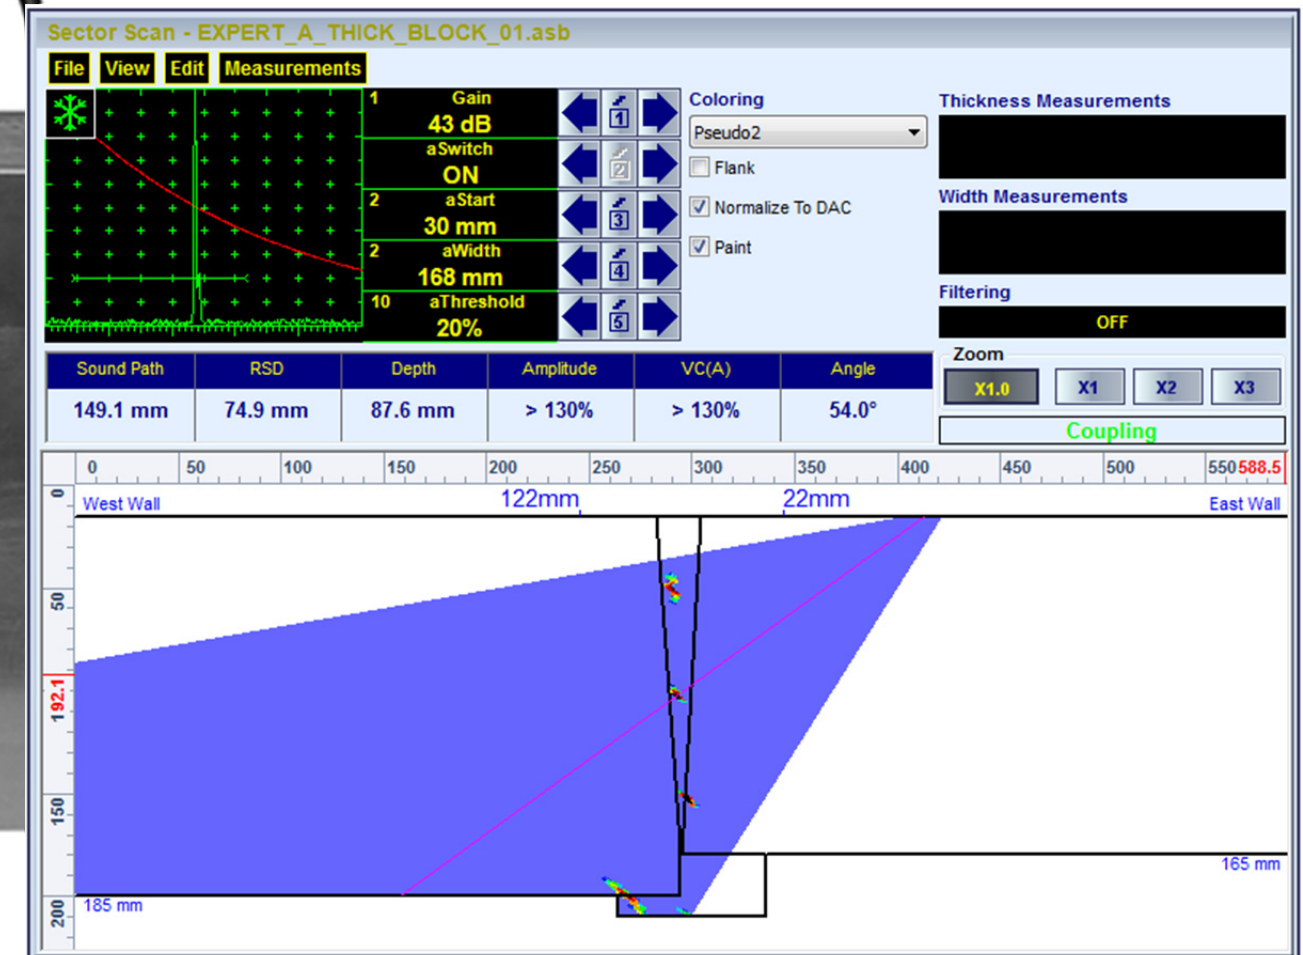 Sector Scan - EXPERT_A_THICK_BLOCK_01.asb
File View Edit Measurements
1 Gain
43 dB
1
aSwitch
ON
2
2 aStart
30 mm
3
2 aWidth
168 mm
4
10 aThreshold
20%
5
Coloring
Pseudo2
Flank
Normalize To DAC
Paint
Thickness Measurements
Width Measurements
Filtering
OFF
Zoom
X1.0 X1 X2 X3
Coupling
Sound Path RSD Depth Amplitude VC(A) Angle
149.1 mm 74.9 mm 87.6 mm > 130% > 130% 54.0°
0 50 100 150 200 250 300 350 400 450 500 550 588.5
0
50
192.1
150
200
West Wall 122mm 22mm East Wall
165 mm
185 mm